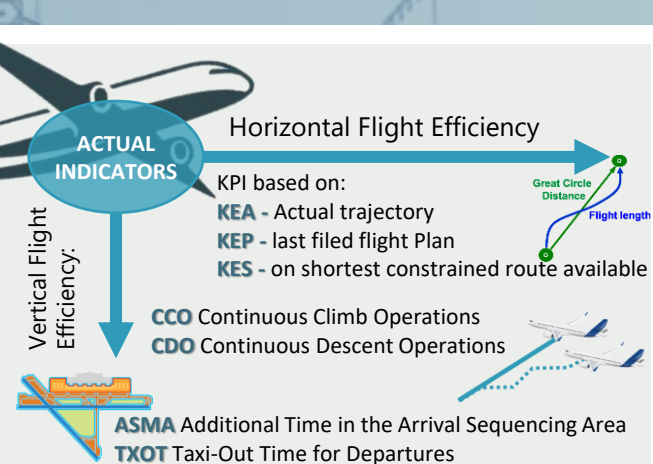 ACTUAL
INDICATORS
Horizontal Flight Efficiency
KPI based on:
KEA - Actual trajectory
KEP - last filed flight Plan
KES - on shortest constrained route available
Great Circle
Distance
Flight length
Vertical Flight
Efficiency:
CCO Continuous Climb Operations
CDO Continuous Descent Operations
ASMA Additional Time in the Arrival Sequencing Area
TXOT Taxi-Out Time for Departures